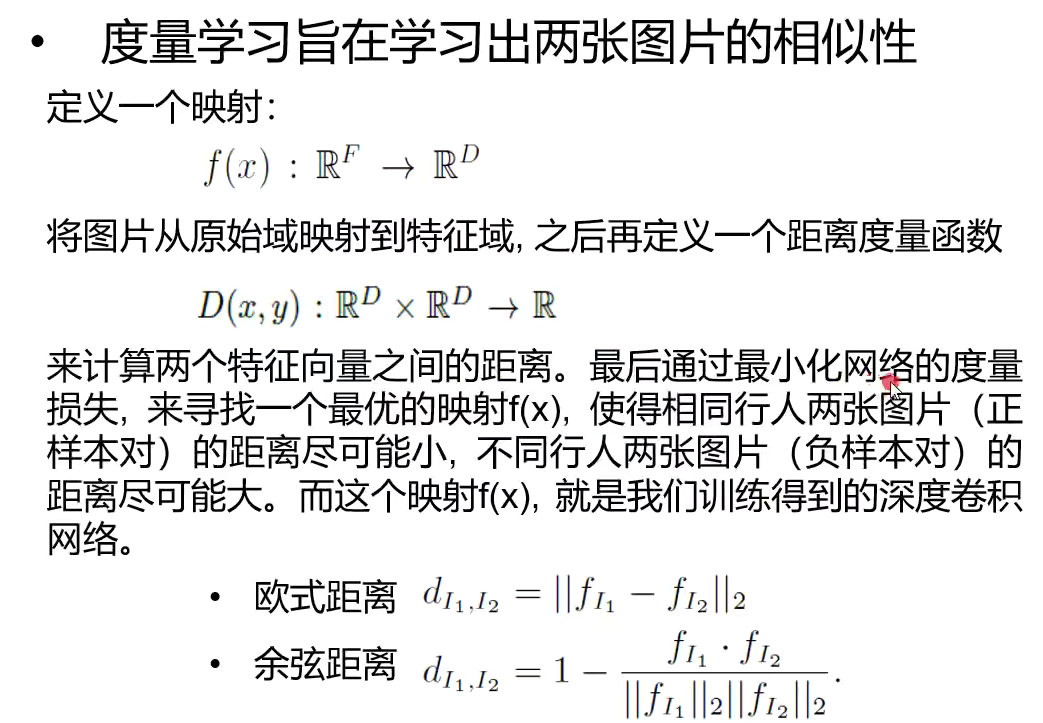 • 度量学习旨在学习出两张图片的相似性
定义一个映射：
f(x) : ℝ^F → ℝ^D
将图片从原始域映射到特征域, 之后再定义一个距离度量函数
D(x, y) : ℝ^D × ℝ^D → ℝ
来计算两个特征向量之间的距离。最后通过最小化网络的度量
损失, 来寻找一个最优的映射f(x), 使得相同行人两张图片（正
样本对）的距离尽可能小, 不同行人两张图片（负样本对）的
距离尽可能大。而这个映射f(x), 就是我们训练得到的深度卷积
网络。
• 欧式距离 d_{I_1,I_2} = ||f_{I_1} − f_{I_2}||_2
• 余弦距离 d_{I_1,I_2} = 1 − \frac{f_{I_1} · f_{I_2}}{||f_{I_1}||_2||f_{I_2}||_2}.